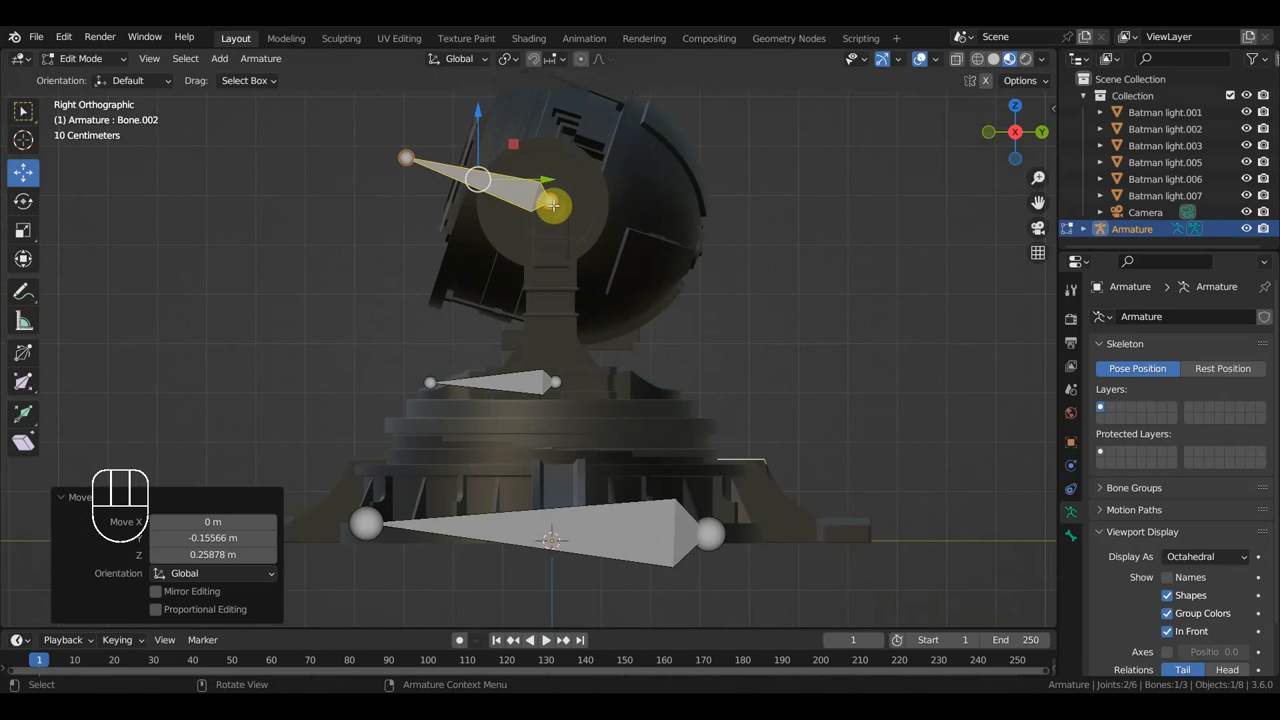 File Edit Render Window Help Layout Modeling Sculpting UV Editing Texture Paint Shading Animation Rendering Compositing Geometry Nodes Scripting + Scene ViewLayer
Edit Mode View Select Add Armature Global X Options
Orientation: Default Drag: Select Box
Right Orthographic
(1) Armature : Bone.002
10 Centimeters
Z
Y
X
Scene Collection
Collection
Batman light.001
Batman light.002
Batman light.003
Batman light.005
Batman light.006
Batman light.007
Camera
Armature
Armature > Armature
Armature
Skeleton
Pose Position Rest Position
Layers:
Protected Layers:
Bone Groups
Motion Paths
Viewport Display
Display As Octahedral
Show Names
Shapes
Group Colors
In Front
Axes Positio 0.0
Relations Tail Head
Move
Move X 0 m
Y -0.15566 m
Z 0.25878 m
Orientation Global
Mirror Editing
Proportional Editing
Playback Keying View Marker 1 Start 1 End 250
1 10 20 30 40 50 60 70 80 90 100 110 120 130 140 150 160 170 180 190 200 210 220 230 240 250
Select Rotate View Armature Context Menu Armature | Joints:2/6 | Bones:1/3 | Objects:1/8 | 3.6.0